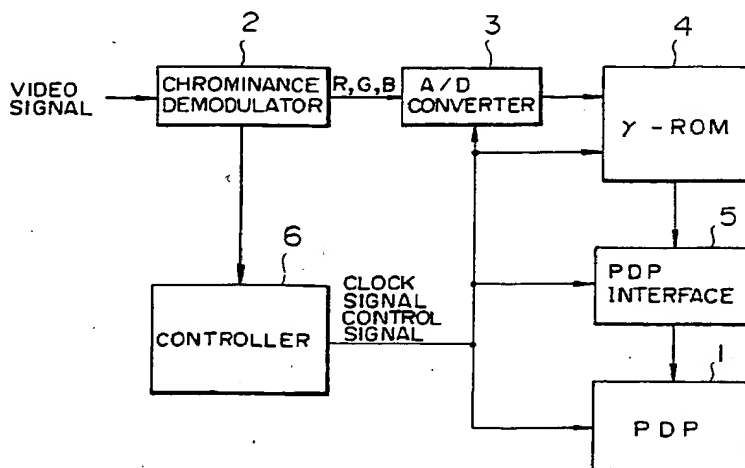 2
3
4
VIDEO
SIGNAL
CHROMINANCE
DEMODULATOR
R,G,B
A/D
CONVERTER
γ-ROM
6
5
CONTROLLER
CLOCK
SIGNAL
CONTROL
SIGNAL
PDP
INTERFACE
1
PDP